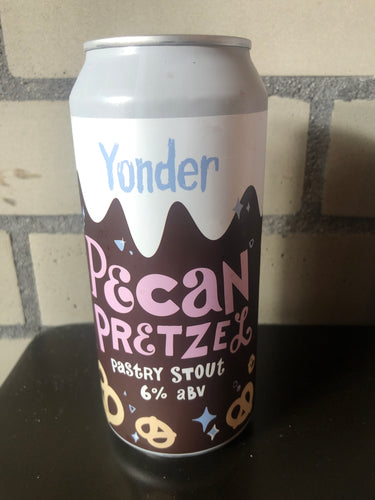 Yonder
PECAN
PRETZEL
PASTRY STOUT
6% ABV